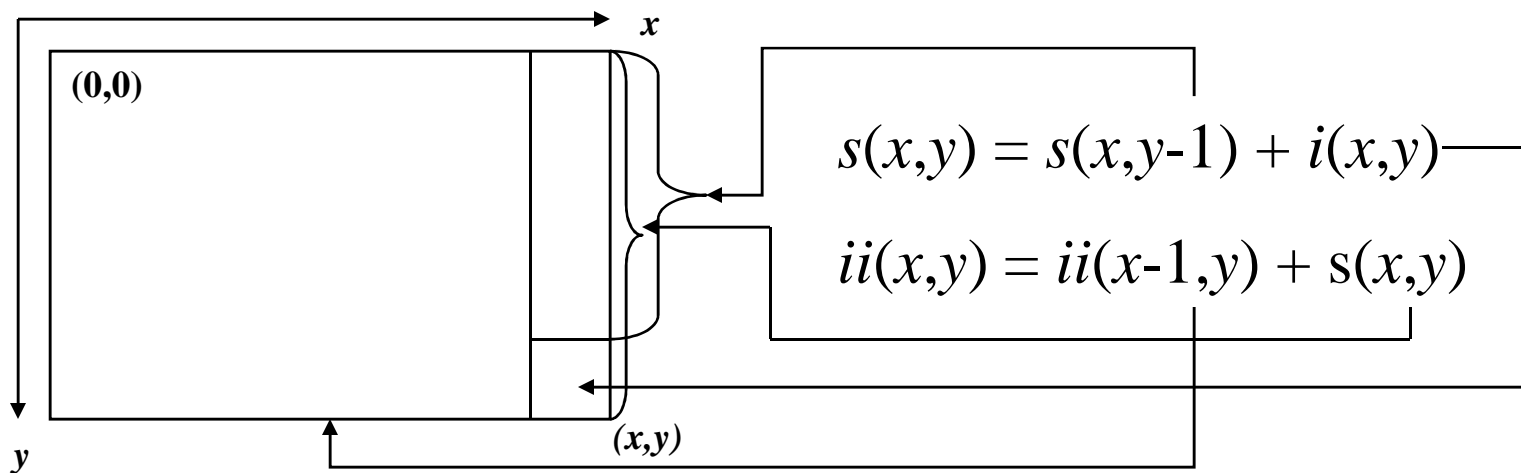 x
(0,0)
s(x,y) = s(x,y-1) + i(x,y)
ii(x,y) = ii(x-1,y) + s(x,y)
(x,y)
y